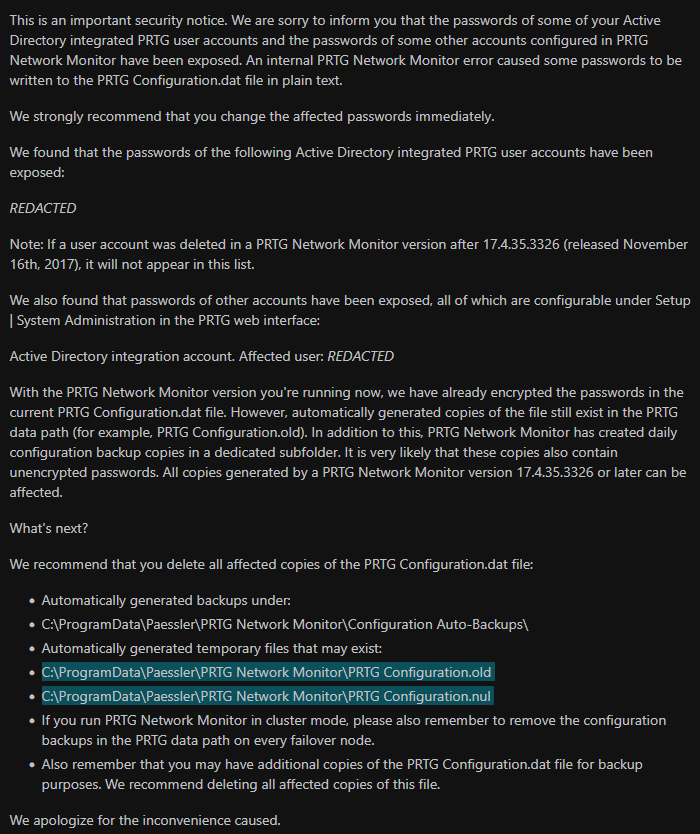 This is an important security notice. We are sorry to inform you that the passwords of some of your Active
Directory integrated PRTG user accounts and the passwords of some other accounts configured in PRTG
Network Monitor have been exposed. An internal PRTG Network Monitor error caused some passwords to be
written to the PRTG Configuration.dat file in plain text.
We strongly recommend that you change the affected passwords immediately.
We found that the passwords of the following Active Directory integrated PRTG user accounts have been
exposed:
REDACTED
Note: If a user account was deleted in a PRTG Network Monitor version after 17.4.35.3326 (released November
16th, 2017), it will not appear in this list.
We also found that passwords of other accounts have been exposed, all of which are configurable under Setup
| System Administration in the PRTG web interface:
Active Directory integration account. Affected user: REDACTED
With the PRTG Network Monitor version you're running now, we have already encrypted the passwords in the
current PRTG Configuration.dat file. However, automatically generated copies of the file still exist in the PRTG
data path (for example, PRTG Configuration.old). In addition to this, PRTG Network Monitor has created daily
configuration backup copies in a dedicated subfolder. It is very likely that these copies also contain
unencrypted passwords. All copies generated by a PRTG Network Monitor version 17.4.35.3326 or later can be
affected.
What's next?
We recommend that you delete all affected copies of the PRTG Configuration.dat file:
• Automatically generated backups under:
• C:\ProgramData\Paessler\PRTG Network Monitor\Configuration Auto-Backups\
• Automatically generated temporary files that may exist:
• C:\ProgramData\Paessler\PRTG Network Monitor\PRTG Configuration.old
• C:\ProgramData\Paessler\PRTG Network Monitor\PRTG Configuration.nul
• If you run PRTG Network Monitor in cluster mode, please also remember to remove the configuration
backups in the PRTG data path on every failover node.
• Also remember that you may have additional copies of the PRTG Configuration.dat file for backup
purposes. We recommend deleting all affected copies of this file.
We apologize for the inconvenience caused.